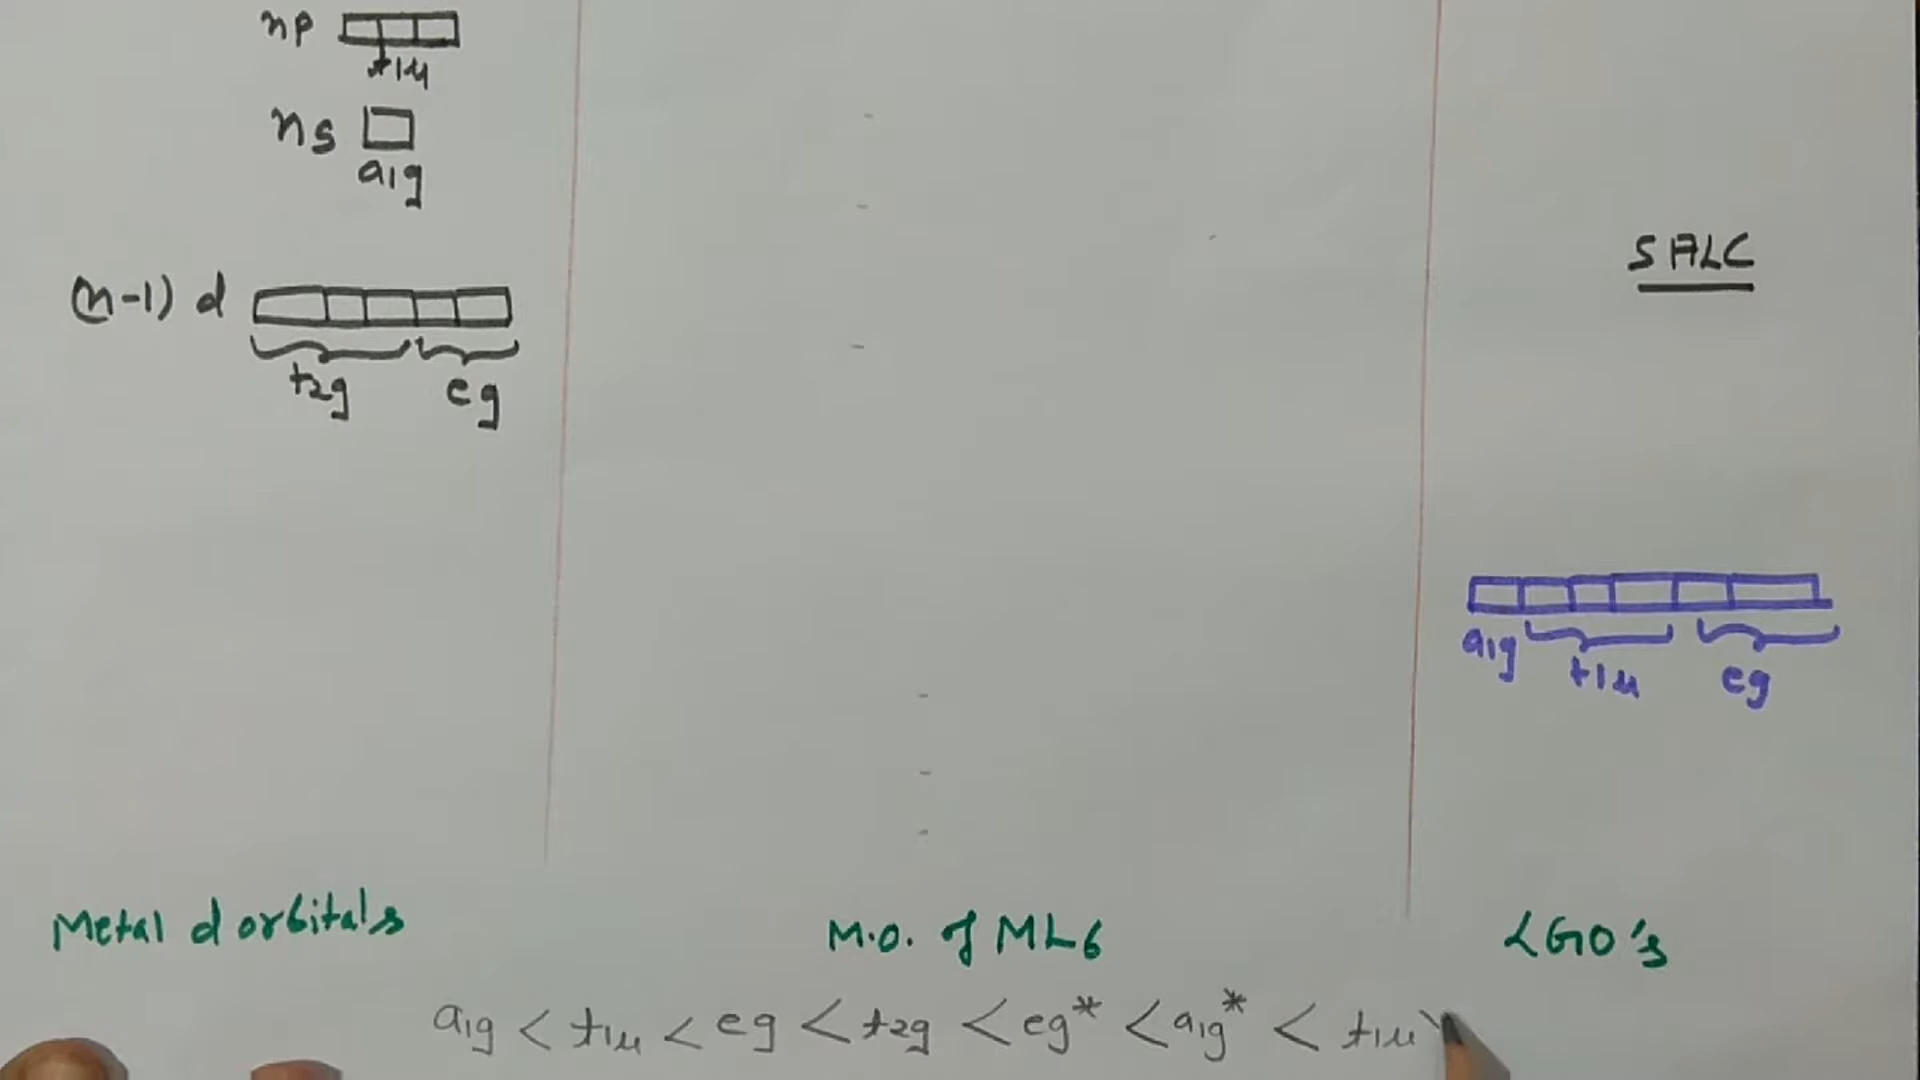 np
t1u
ns
a1g
SALC
(n-1) d
t2g eg
a1g t1u eg
Metal d orbitals M.O. of ML6 LGO's
a1g < t1u < eg < t2g < eg* < a1g* < t1u